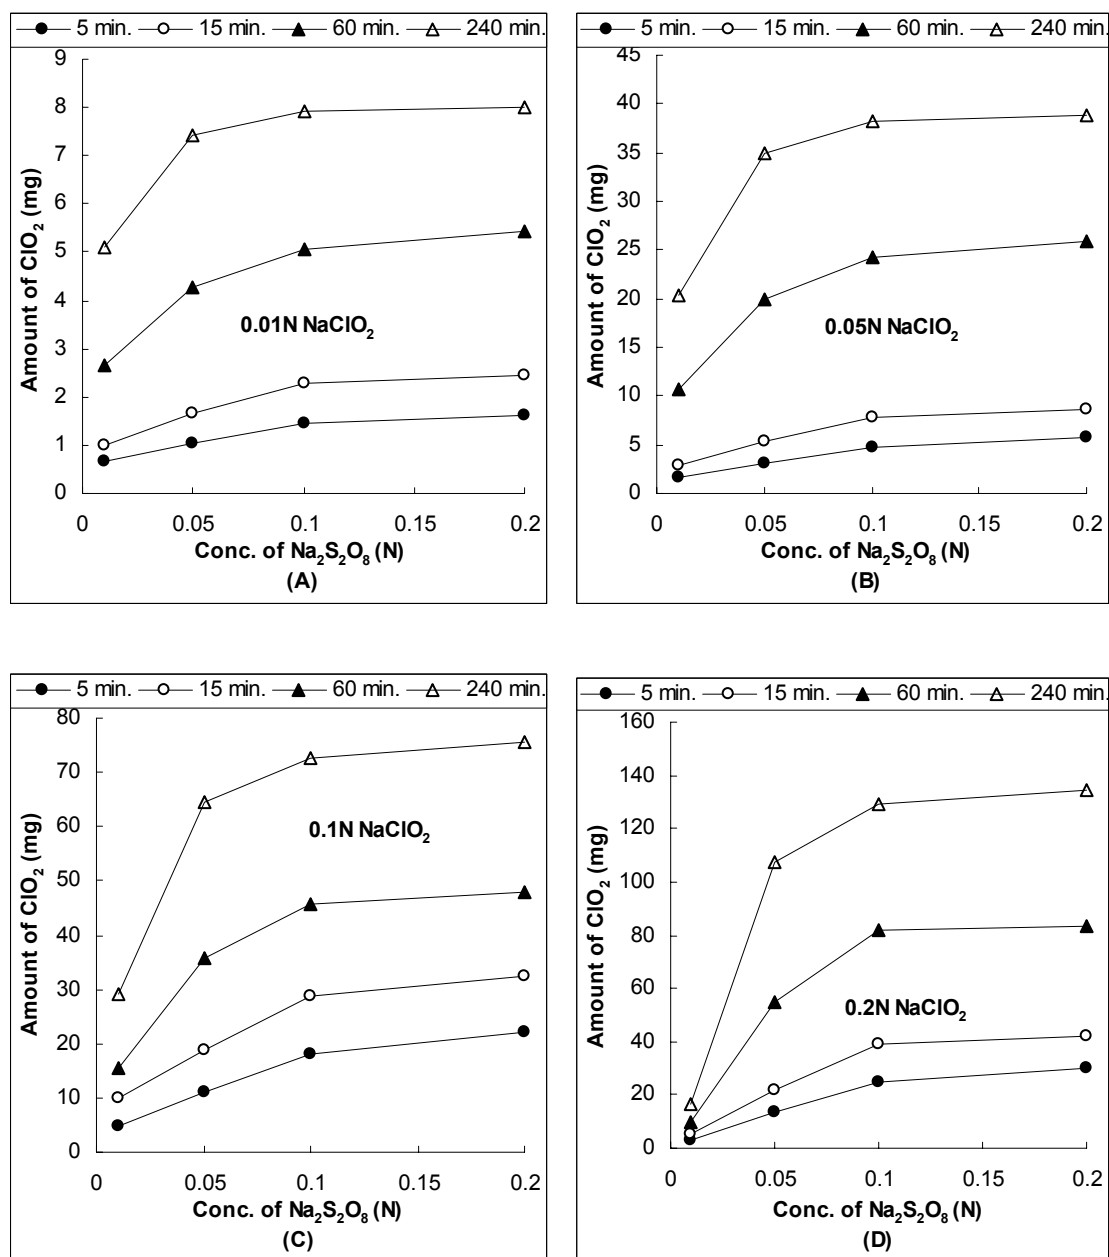 5 min. 15 min. 60 min. 240 min.
9
8
7
6
5
4
3
2
1
0
Amount of ClO₂ (mg)
0.01N NaClO₂
0 0.05 0.1 0.15 0.2
Conc. of Na₂S₂O₈ (N)
(A)
5 min. 15 min. 60 min. 240 min.
45
40
35
30
25
20
15
10
5
0
Amount of ClO₂ (mg)
0.05N NaClO₂
0 0.05 0.1 0.15 0.2
Conc. of Na₂S₂O₈ (N)
(B)
5 min. 15 min. 60 min. 240 min.
80
70
60
50
40
30
20
10
0
Amount of ClO₂ (mg)
0.1N NaClO₂
0 0.05 0.1 0.15 0.2
Conc. of Na₂S₂O₈ (N)
(C)
5 min. 15 min. 60 min. 240 min.
160
140
120
100
80
60
40
20
0
Amount of ClO₂ (mg)
0.2N NaClO₂
0 0.05 0.1 0.15 0.2
Conc. of Na₂S₂O₈ (N)
(D)